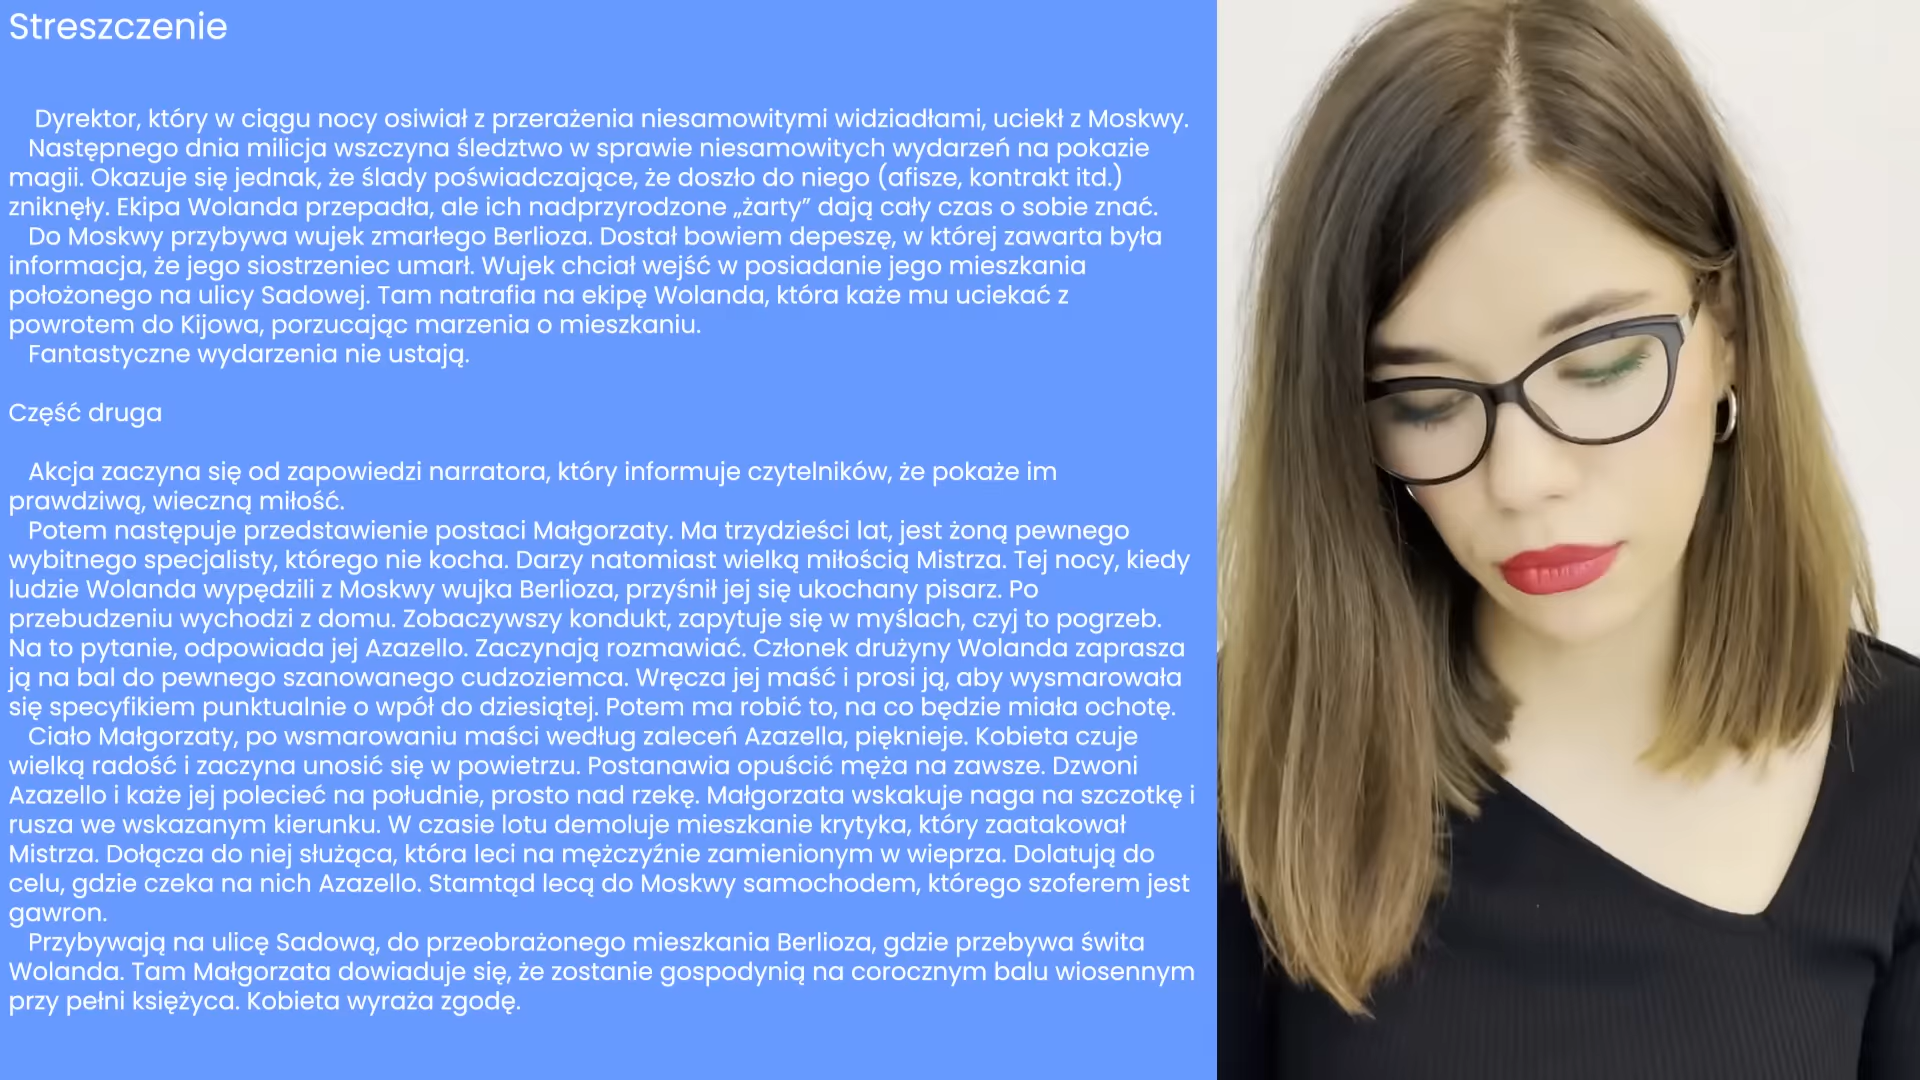 Streszczenie
Dyrektor, który w ciągu nocy osiwiał z przerażenia niesamowitymi widziadłami, uciekł z Moskwy.
Następnego dnia milicja wszczyna śledztwo w sprawie niesamowitych wydarzeń na pokazie
magii. Okazuje się jednak, że ślady poświadczające, że doszło do niego (afisze, kontrakt itd.)
zniknęły. Ekipa Wolanda przepadła, ale ich nadprzyrodzone „żarty” dają cały czas o sobie znać.
Do Moskwy przybywa wujek zmarłego Berlioza. Dostał bowiem depeszę, w której zawarta była
informacja, że jego siostrzeniec umarł. Wujek chciał wejść w posiadanie jego mieszkania
położonego na ulicy Sadowej. Tam natrafia na ekipę Wolanda, która każe mu uciekać z
powrotem do Kijowa, porzucając marzenia o mieszkaniu.
Fantastyczne wydarzenia nie ustają.
Część druga
Akcja zaczyna się od zapowiedzi narratora, który informuje czytelników, że pokaże im
prawdziwą, wieczną miłość.
Potem następuje przedstawienie postaci Małgorzaty. Ma trzydzieści lat, jest żoną pewnego
wybitnego specjalisty, którego nie kocha. Darzy natomiast wielką miłością Mistrza. Tej nocy, kiedy
ludzie Wolanda wypędzili z Moskwy wujka Berlioza, przyśnił jej się ukochany pisarz. Po
przebudzeniu wychodzi z domu. Zobaczywszy kondukt, zapytuje się w myślach, czyj to pogrzeb.
Na to pytanie, odpowiada jej Azazello. Zaczynają rozmawiać. Członek drużyny Wolanda zaprasza
ją na bal do pewnego szanowanego cudzoziemca. Wręcza jej maść i prosi ją, aby wysmarowała
się specyfikiem punktualnie o wpół do dziesiątej. Potem ma robić to, na co będzie miała ochotę.
Ciało Małgorzaty, po wsmarowaniu maści według zaleceń Azazella, pięknieje. Kobieta czuje
wielką radość i zaczyna unosić się w powietrzu. Postanawia opuścić męża na zawsze. Dzwoni
Azazello i każe jej polecieć na południe, prosto nad rzekę. Małgorzata wskakuje naga na szczotkę i
rusza we wskazanym kierunku. W czasie lotu demoluje mieszkanie krytyka, który zaatakował
Mistrza. Dołącza do niej służąca, która leci na mężczyźnie zamienionym w wieprza. Dolatują do
celu, gdzie czeka na nich Azazello. Stamtąd lecą do Moskwy samochodem, którego szoferem jest
gawron.
Przybywają na ulicę Sadową, do przeobrażonego mieszkania Berlioza, gdzie przebywa świta
Wolanda. Tam Małgorzata dowiaduje się, że zostanie gospodynią na corocznym balu wiosennym
przy pełni księżyca. Kobieta wyraża zgodę.